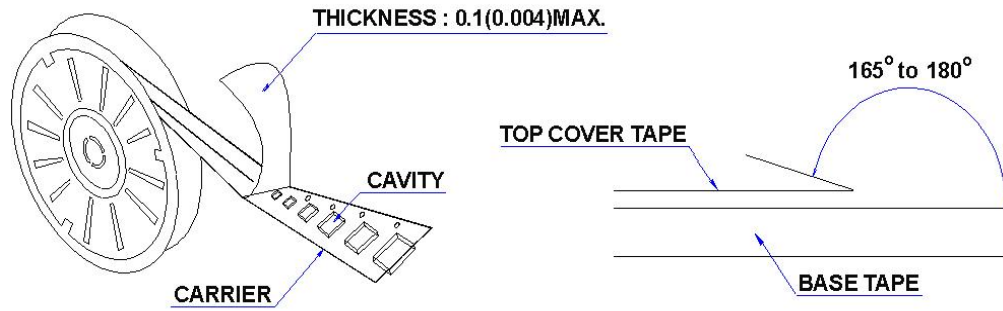 THICKNESS : 0.1(0.004)MAX.
CAVITY
CARRIER
165° to 180°
TOP COVER TAPE
BASE TAPE